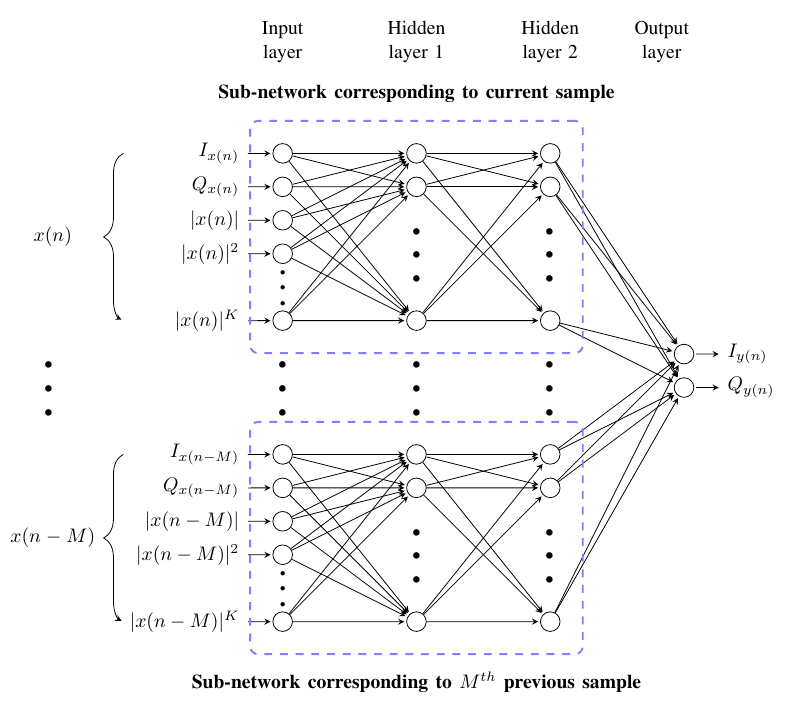 Input layer
Hidden layer 1
Hidden layer 2
Output layer
Sub-network corresponding to current sample
I_{x(n)}
Q_{x(n)}
|x(n)|
|x(n)|^2
|x(n)|^K
x(n)
I_{y(n)}
Q_{y(n)}
I_{x(n−M)}
Q_{x(n−M)}
|x(n − M)|
|x(n − M)|^2
|x(n − M)|^K
x(n − M)
Sub-network corresponding to M^{th} previous sample